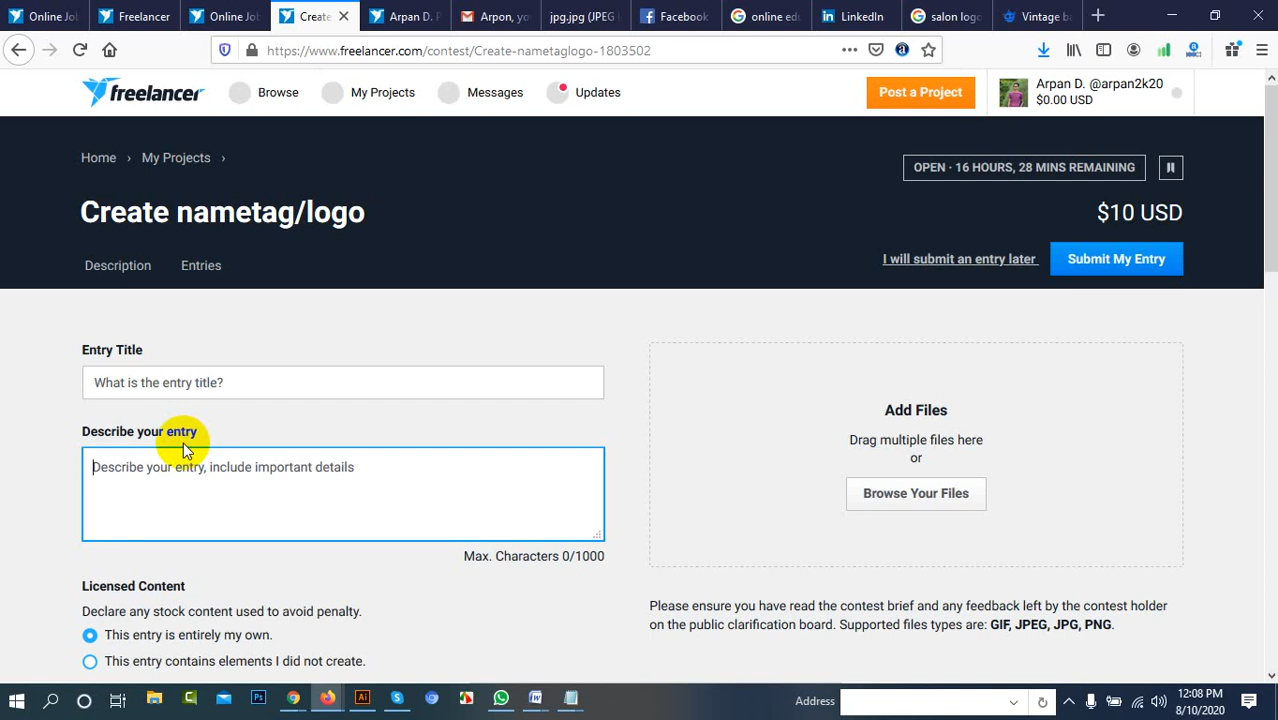 Online Jo
Freelancer
Online Jo
Create
Arpan D. P
Arpon, yo
jpg.jpg (JPEG I
Facebook
online edu
LinkedIn
salon logo
Vintage ba
https://www.freelancer.com/contest/Create-nametaglogo-1803502
freelancer
Browse
My Projects
Messages
Updates
Post a Project
Arpan D. @arpan2k20
$0.00 USD
Home › My Projects ›
OPEN · 16 HOURS, 28 MINS REMAINING
Create nametag/logo
$10 USD
Description
Entries
I will submit an entry later
Submit My Entry
Entry Title
What is the entry title?
Describe your entry
Describe your entry, include important details
Max. Characters 0/1000
Add Files
Drag multiple files here
or
Browse Your Files
Licensed Content
Declare any stock content used to avoid penalty.
This entry is entirely my own.
This entry contains elements I did not create.
Please ensure you have read the contest brief and any feedback left by the contest holder
on the public clarification board. Supported files types are: GIF, JPEG, JPG, PNG.
Address
12:08 PM
8/10/2020